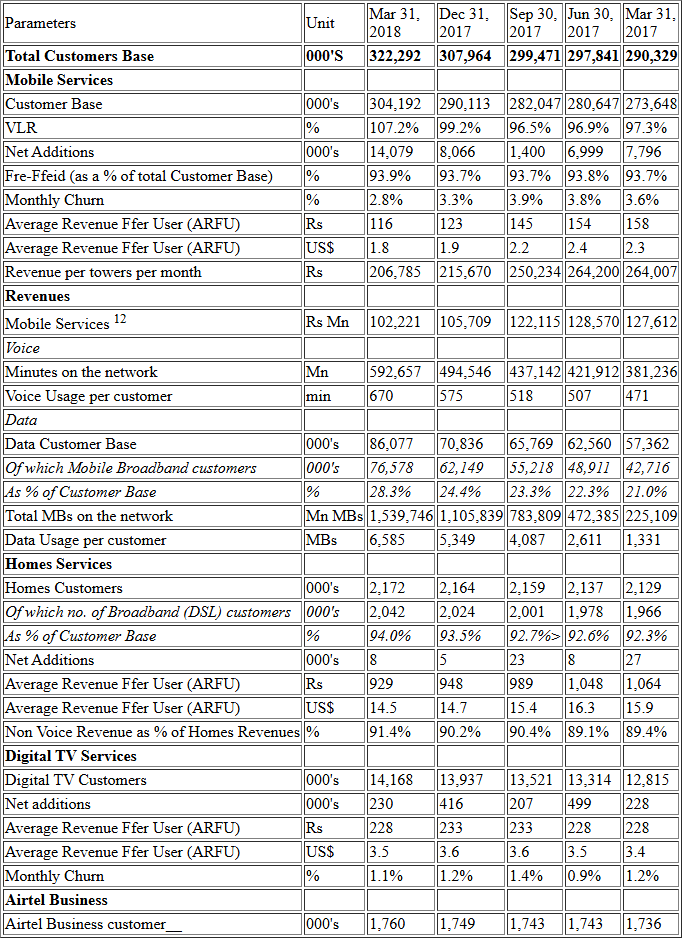 Parameters Unit Mar 31, 2018 Dec 31, 2017 Sep 30, 2017 Jun 30, 2017 Mar 31, 2017
Total Customers Base 000'S 322,292 307,964 299,471 297,841 290,329
Mobile Services
Customer Base 000's 304,192 290,113 282,047 280,647 273,648
VLR % 107.2% 99.2% 96.5% 96.9% 97.3%
Net Additions 000's 14,079 8,066 1,400 6,999 7,796
Fre-Ffeid (as a % of total Customer Base) % 93.9% 93.7% 93.7% 93.8% 93.7%
Monthly Churn % 2.8% 3.3% 3.9% 3.8% 3.6%
Average Revenue Ffer User (ARFU) Rs 116 123 145 154 158
Average Revenue Ffer User (ARFU) US$ 1.8 1.9 2.2 2.4 2.3
Revenue per towers per month Rs 206,785 215,670 250,234 264,200 264,007
Revenues
Mobile Services 12 Rs Mn 102,221 105,709 122,115 128,570 127,612
Voice
Minutes on the network Mn 592,657 494,546 437,142 421,912 381,236
Voice Usage per customer min 670 575 518 507 471
Data
Data Customer Base 000's 86,077 70,836 65,769 62,560 57,362
Of which Mobile Broadband customers 000's 76,578 62,149 55,218 48,911 42,716
As % of Customer Base % 28.3% 24.4% 23.3% 22.3% 21.0%
Total MBs on the network Mn MBs 1,539,746 1,105,839 783,809 472,385 225,109
Data Usage per customer MBs 6,585 5,349 4,087 2,611 1,331
Homes Services
Homes Customers 000's 2,172 2,164 2,159 2,137 2,129
Of which no. of Broadband (DSL) customers 000's 2,042 2,024 2,001 1,978 1,966
As % of Customer Base % 94.0% 93.5% 92.7%> 92.6% 92.3%
Net Additions 000's 8 5 23 8 27
Average Revenue Ffer User (ARFU) Rs 929 948 989 1,048 1,064
Average Revenue Ffer User (ARFU) US$ 14.5 14.7 15.4 16.3 15.9
Non Voice Revenue as % of Homes Revenues % 91.4% 90.2% 90.4% 89.1% 89.4%
Digital TV Services
Digital TV Customers 000's 14,168 13,937 13,521 13,314 12,815
Net additions 000's 230 416 207 499 228
Average Revenue Ffer User (ARFU) Rs 228 233 233 228 228
Average Revenue Ffer User (ARFU) US$ 3.5 3.6 3.6 3.5 3.4
Monthly Churn % 1.1% 1.2% 1.4% 0.9% 1.2%
Airtel Business
Airtel Business customer__ 000's 1,760 1,749 1,743 1,743 1,736